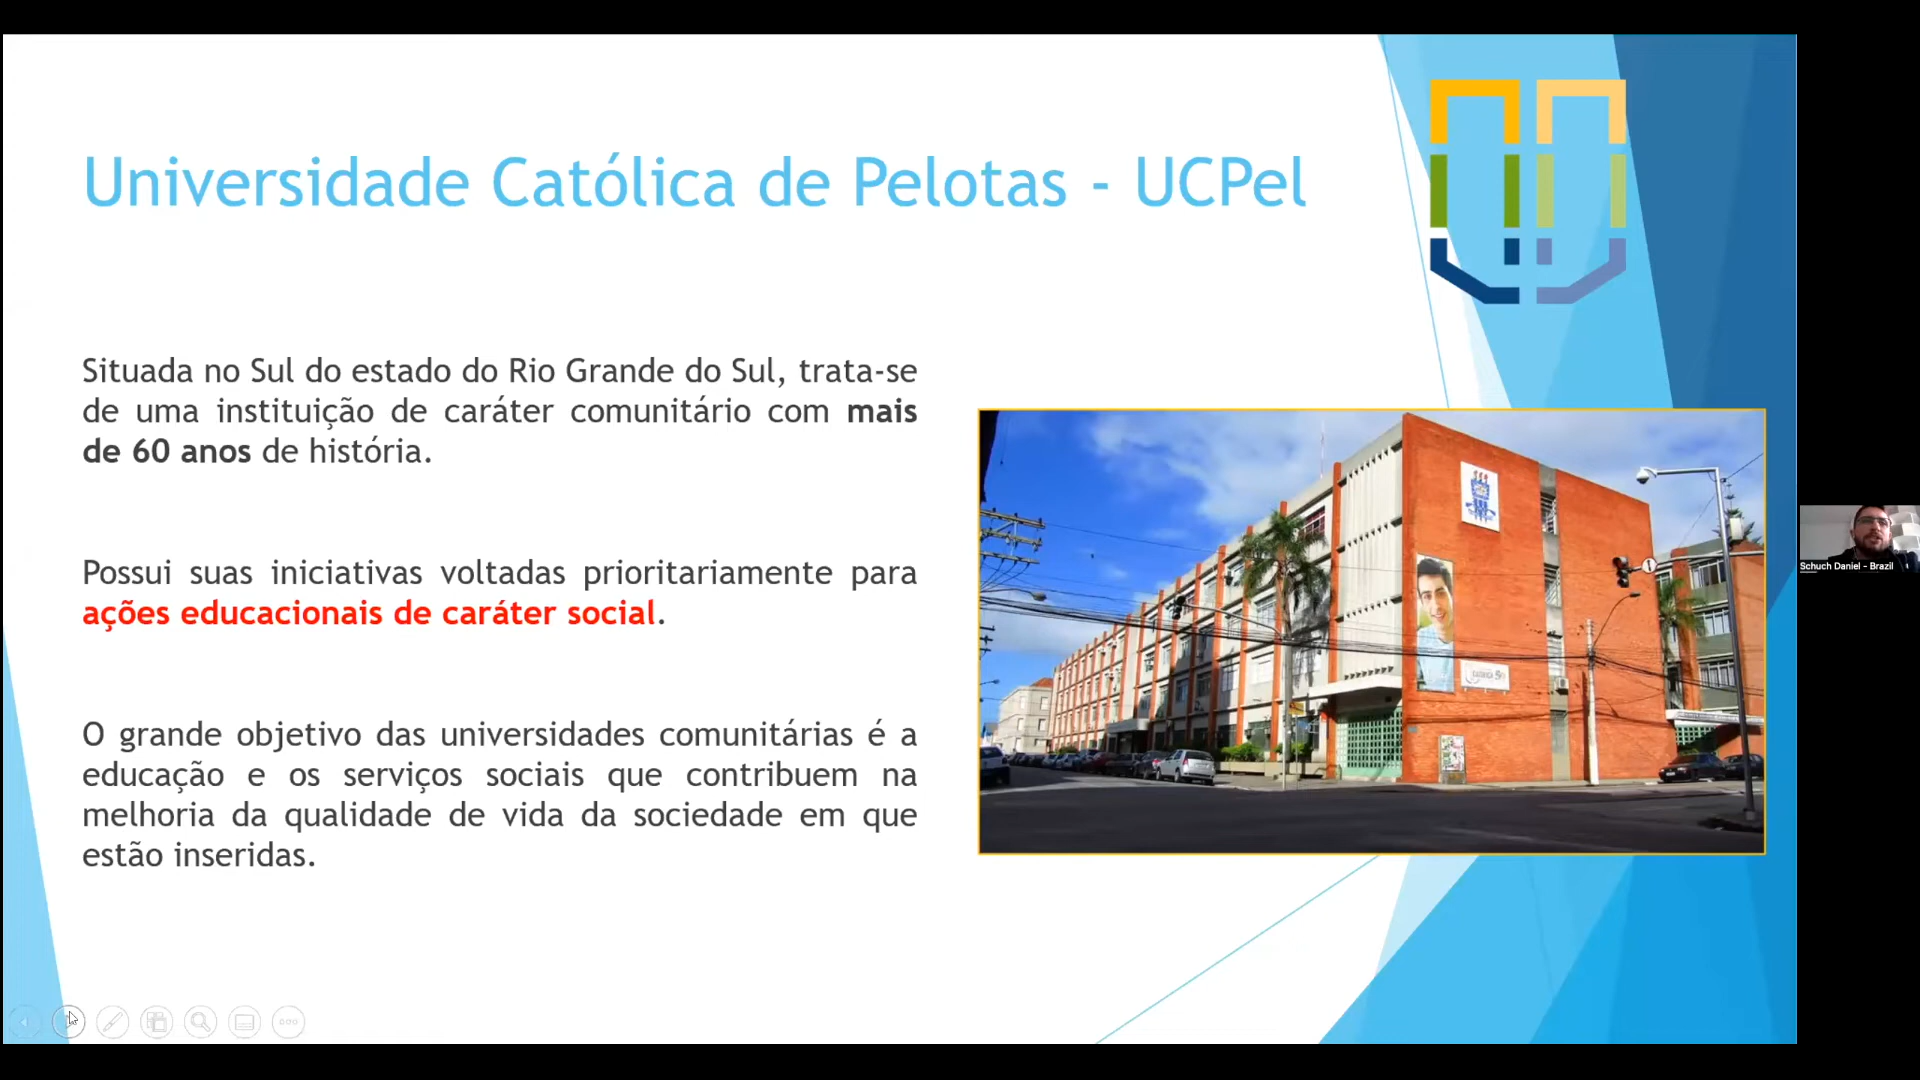 Universidade Católica de Pelotas - UCPel
Situada no Sul do estado do Rio Grande do Sul, trata-se
de uma instituição de caráter comunitário com mais
de 60 anos de história.
Possui suas iniciativas voltadas prioritariamente para
ações educacionais de caráter social.
O grande objetivo das universidades comunitárias é a
educação e os serviços sociais que contribuem na
melhoria da qualidade de vida da sociedade em que
estão inseridas.
Schuch Daniel - Brazil